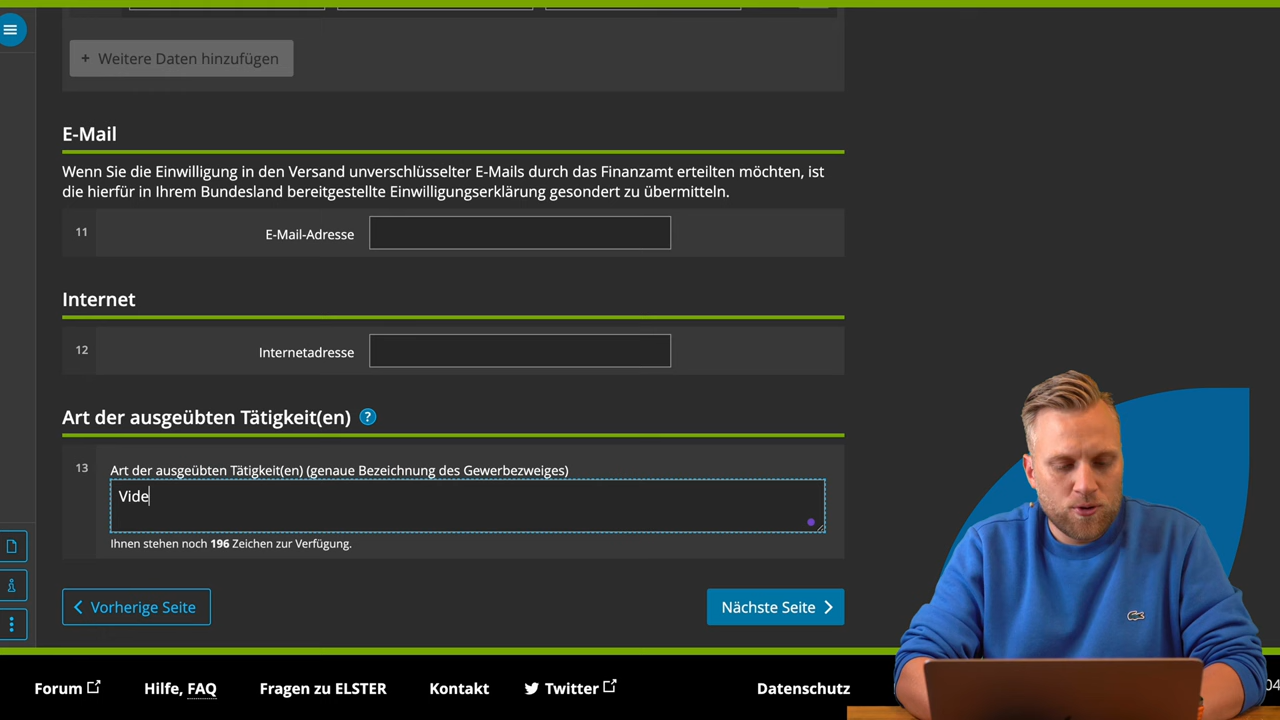 + Weitere Daten hinzufügen
E-Mail
Wenn Sie die Einwilligung in den Versand unverschlüsselter E-Mails durch das Finanzamt erteilten möchten, ist
die hierfür in Ihrem Bundesland bereitgestellte Einwilligungserklärung gesondert zu übermitteln.
11 E-Mail-Adresse
Internet
12 Internetadresse
Art der ausgeübten Tätigkeit(en) ?
13 Art der ausgeübten Tätigkeit(en) (genaue Bezeichnung des Gewerbezweiges)
Vide
Ihnen stehen noch 196 Zeichen zur Verfügung.
Vorherige Seite Nächste Seite
Forum Hilfe, FAQ Fragen zu ELSTER Kontakt Twitter Datenschutz 04